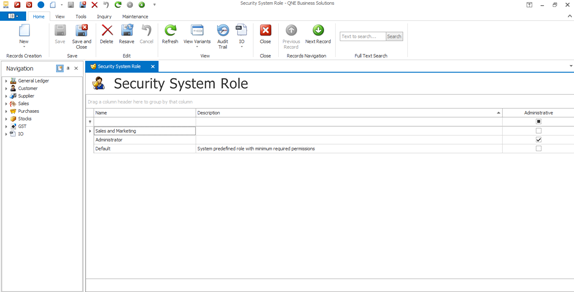 Security System Role - QNE Business Solutions
Home View Tools Inquiry Maintenance
New Save Save and Close Delete Resave Cancel Refresh View Variants Audit Trail IO Close Previous Record Next Record Text to search... Search
Records Creation Save Edit View Close Records Navigation Full Text Search
Navigation
General Ledger
Customer
Supplier
Sales
Purchases
Stocks
GST
IO
Security System Role
Security System Role
Drag a column header here to group by that column
Name Description Administrative
Sales and Marketing
Administrator
Default System predefined role with minimum required permissions